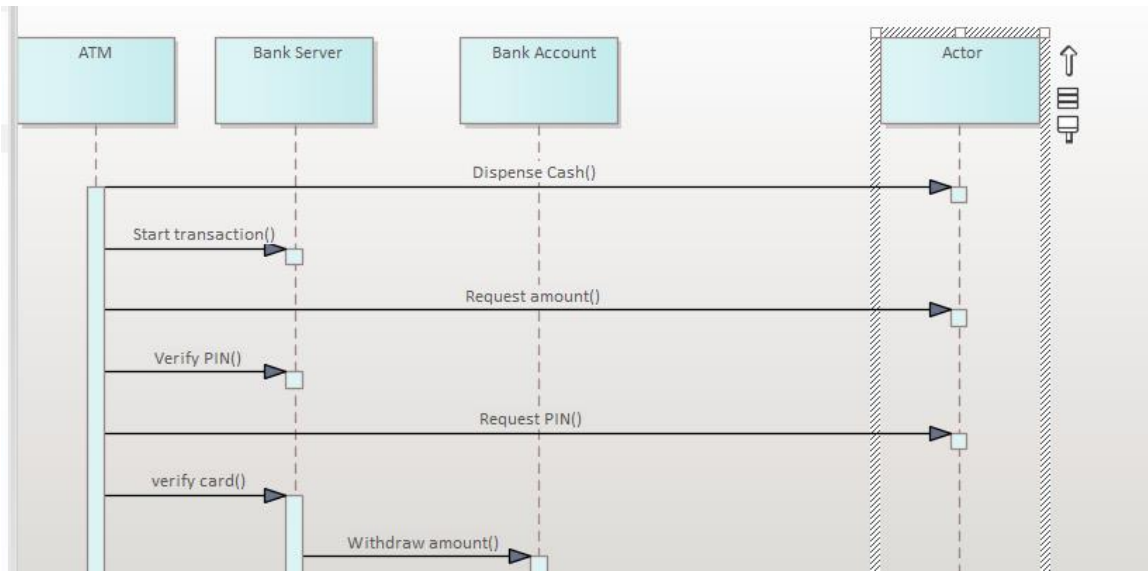 ATM
Bank Server
Bank Account
Actor
Dispense Cash()
Start transaction()
Request amount()
Verify PIN()
Request PIN()
verify card()
Withdraw amount()